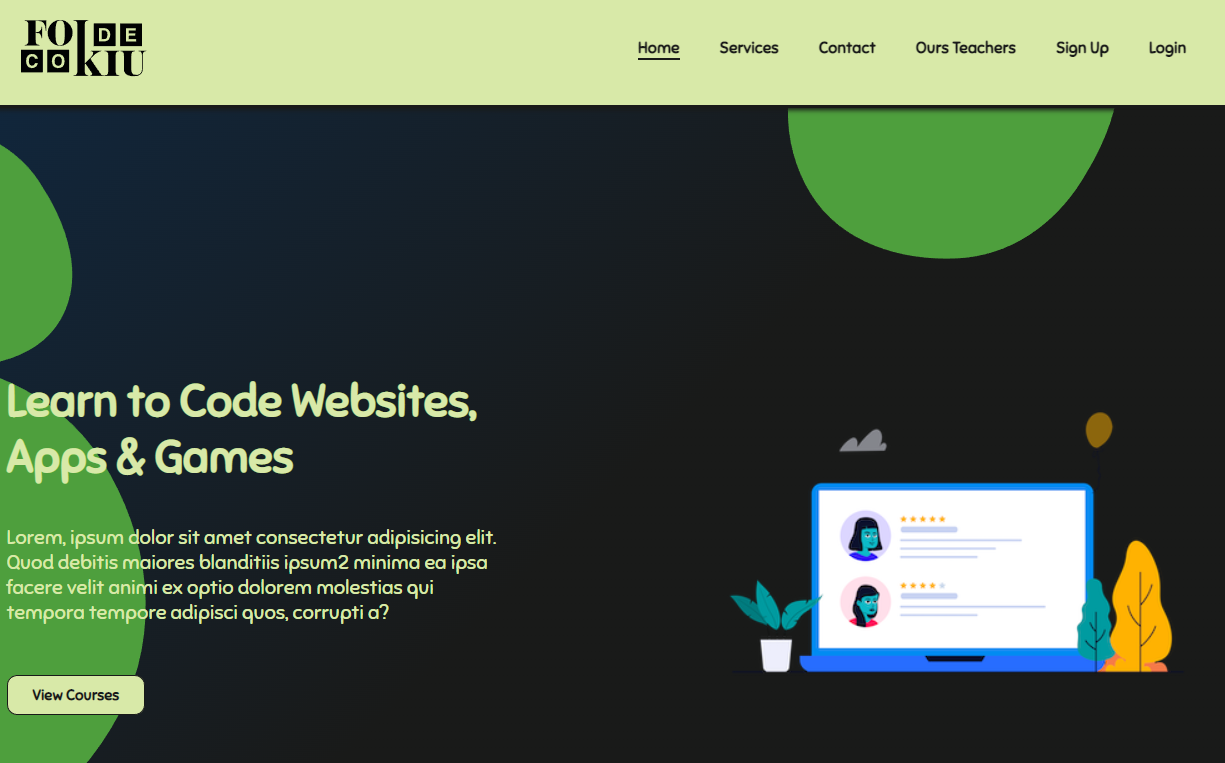 FOI DE
CO KIU
Home Services Contact Ours Teachers Sign Up Login
Learn to Code Websites,
Apps & Games
Lorem, ipsum dolor sit amet consectetur adipisicing elit.
Quod debitis maiores blanditiis ipsum2 minima ea ipsa
facere velit animi ex optio dolorem molestias qui
tempora tempore adipisci quos, corrupti a?
View Courses